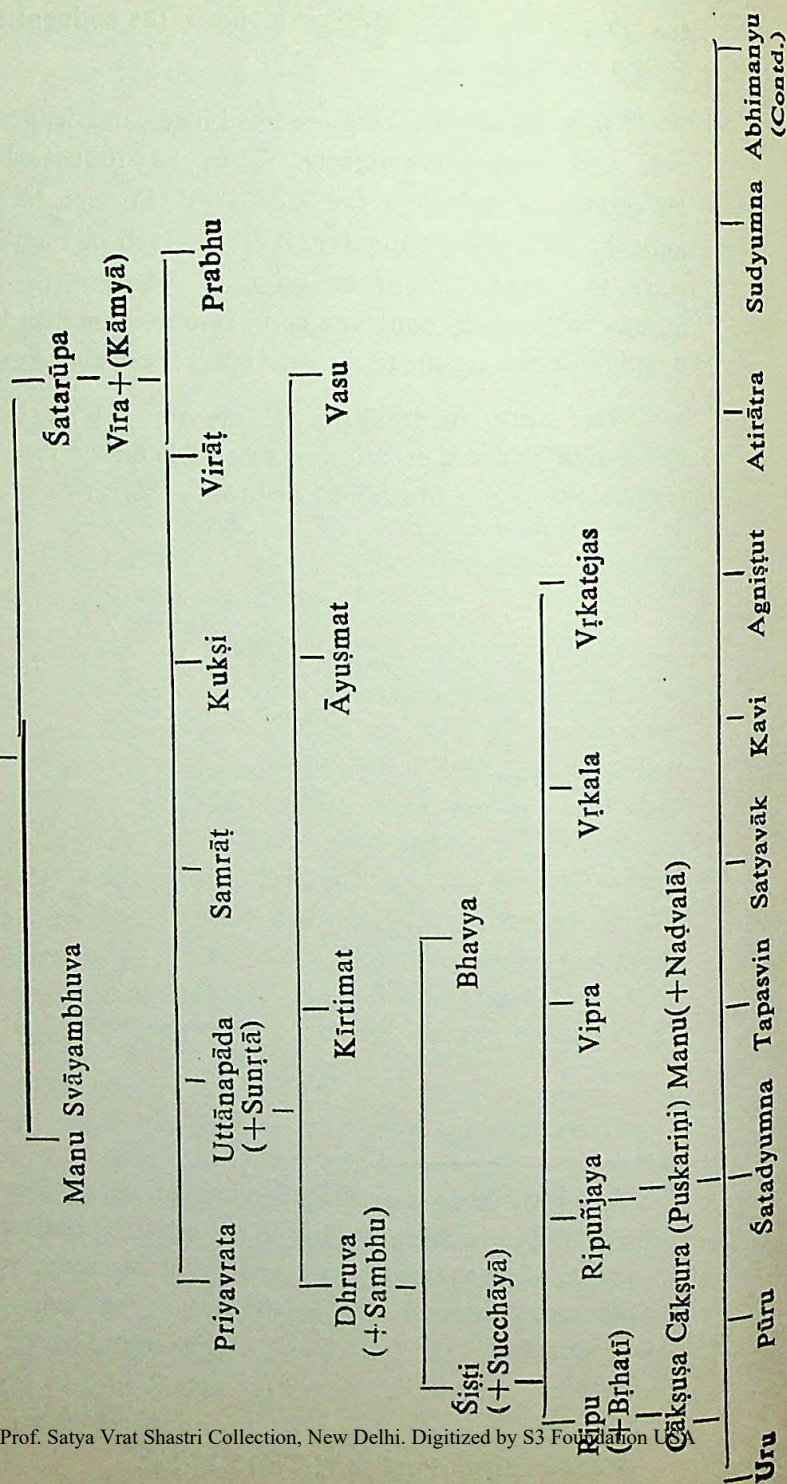 Manu Svāyambhuva Śatarūpa
Vīra+(Kāmyā)
Priyavrata Uttānapāda Samrāṭ Kukṣi Virāṭ Prabhu
(+Sunṛtā)
Dhruva Kīrtimat Āyuṣmat Vasu
(+Sambhu)
Śiṣṭi Bhavya
(+Succhāyā)
Ripu Ripuñjaya Vipra Vṛkala Vṛkatejas
(+Bṛhatī)
Cākṣuṣa Cākṣura (Puskariṇi) Manu(+Naḍvalā)
Uru Pūru Śatadyumna Tapasvin Satyavāk Kavi Agniṣṭut Atirātra Sudyumna Abhimanyu
(Contd.)
Prof. Satya Vrat Shastri Collection, New Delhi. Digitized by S3 Foundation USA